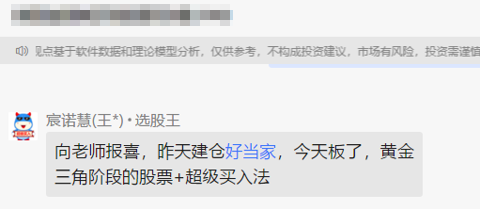 见点基于软件数据和理论模型分析，仅供参考，不构成投资建议，市场有风险，投资需谨慎
宸诺慧(王*)·选股王
向老师报喜，昨天建仓好当家，今天板了，黄金
三角阶段的股票+超级买入法